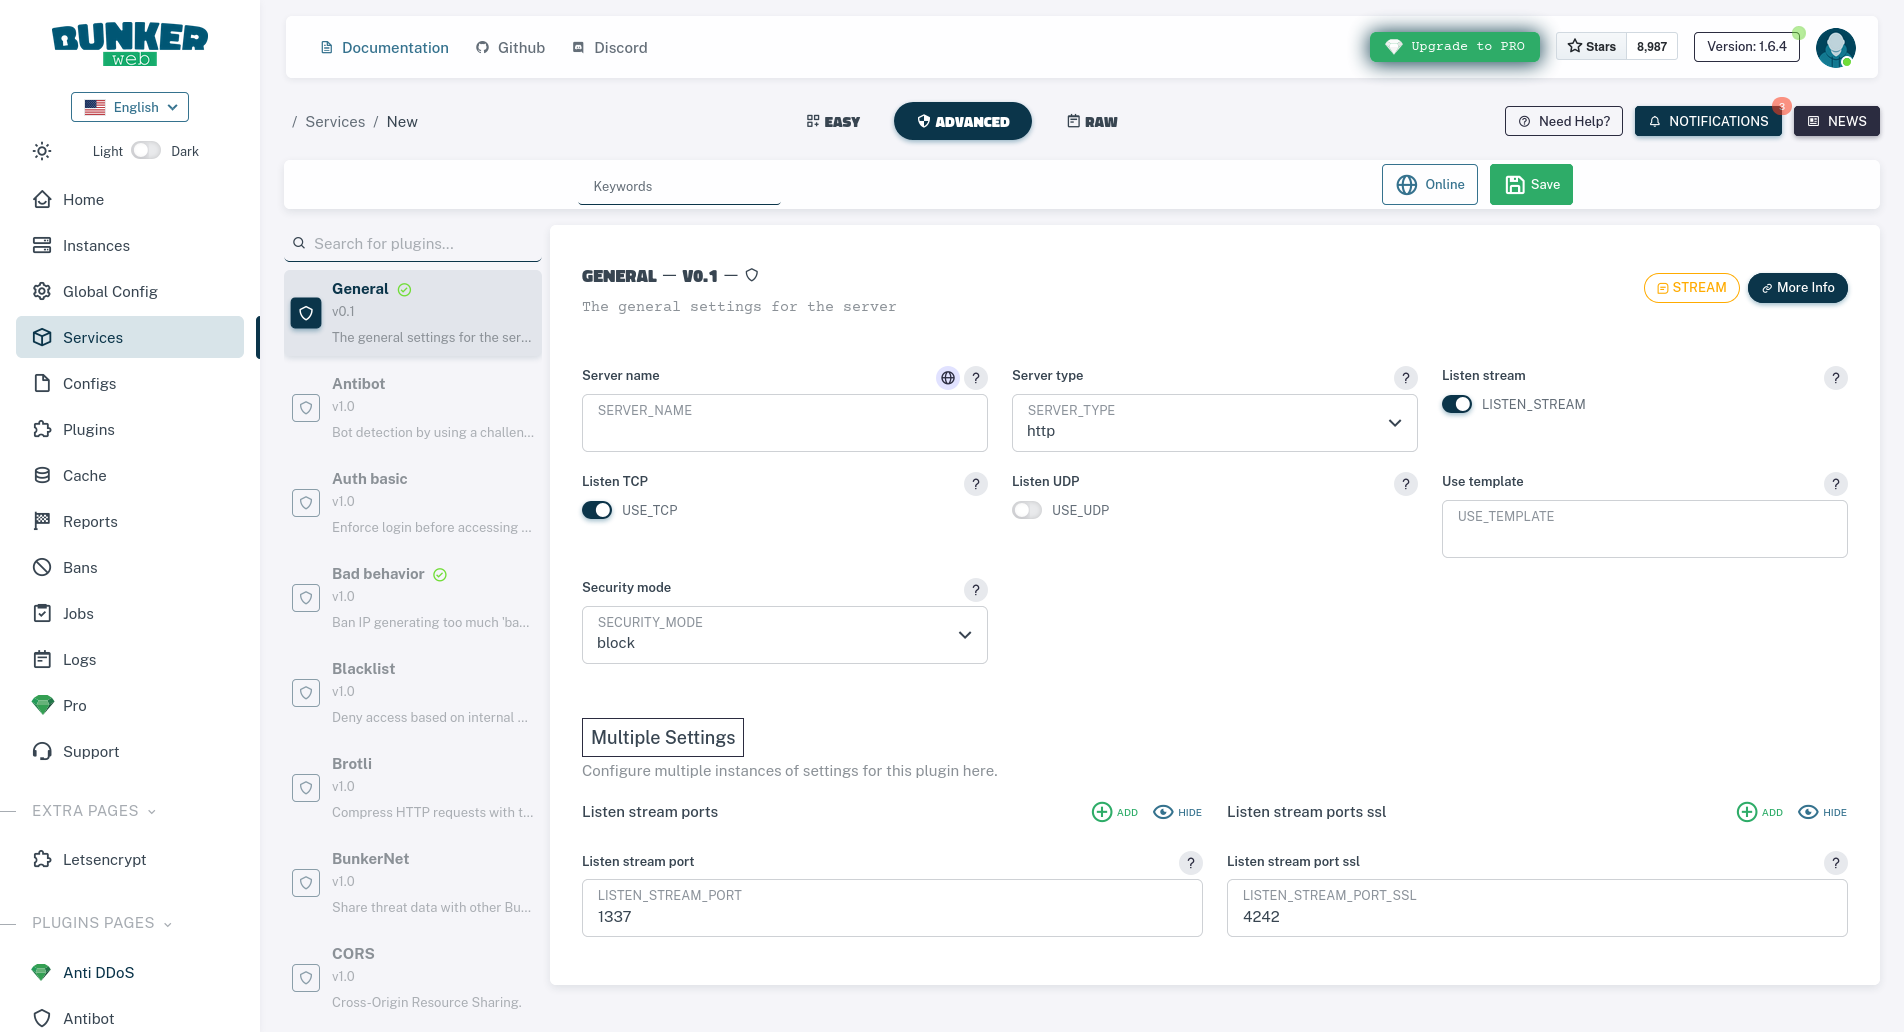 BUNKER
web
English
Light Dark
Home
Instances
Global Config
Services
Configs
Plugins
Cache
Reports
Bans
Jobs
Logs
Pro
Support
EXTRA PAGES
Letsencrypt
PLUGINS PAGES
Anti DDoS
Antibot
Documentation Github Discord
Upgrade to PRO
Stars 8,987
Version: 1.6.4
/ Services / New
EASY ADVANCED RAW
Need Help?
NOTIFICATIONS
3
NEWS
Keywords
Online
Save
Search for plugins...
General
v0.1
The general settings for the ser...
Antibot
v1.0
Bot detection by using a challen...
Auth basic
v1.0
Enforce login before accessing ...
Bad behavior
v1.0
Ban IP generating too much 'ba...
Blacklist
v1.0
Deny access based on internal ...
Brotli
v1.0
Compress HTTP requests with t...
BunkerNet
v1.0
Share threat data with other Bu...
CORS
v1.0
Cross-Origin Resource Sharing.
GENERAL — V0.1 —
The general settings for the server
STREAM
More Info
Server name
?
SERVER_NAME
Server type
?
SERVER_TYPE
http
Listen stream
?
LISTEN_STREAM
Listen TCP
?
USE_TCP
Listen UDP
?
USE_UDP
Use template
?
USE_TEMPLATE
Security mode
?
SECURITY_MODE
block
Multiple Settings
Configure multiple instances of settings for this plugin here.
Listen stream ports
ADD HIDE
Listen stream port
?
LISTEN_STREAM_PORT
1337
Listen stream ports ssl
ADD HIDE
Listen stream port ssl
?
LISTEN_STREAM_PORT_SSL
4242